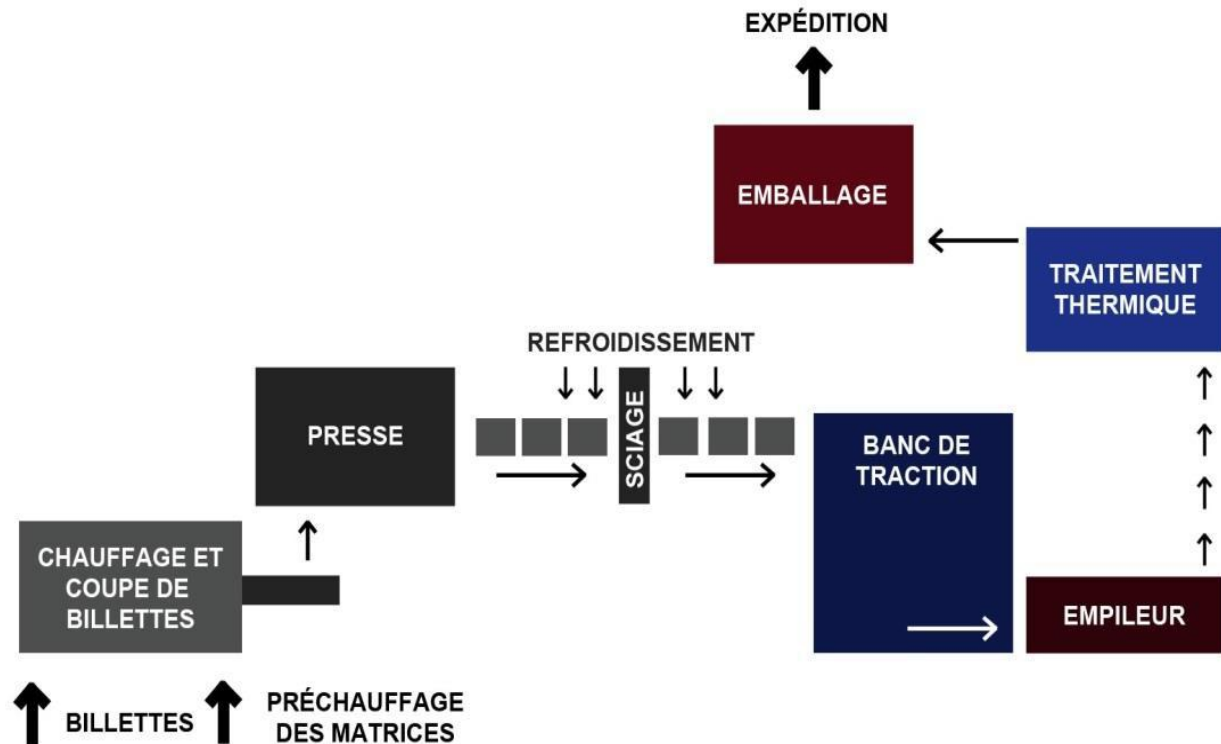 EXPÉDITION
EMBALLAGE
TRAITEMENT
THERMIQUE
REFROIDISSEMENT
PRESSE
SCIAGE
BANC DE
TRACTION
CHAUFFAGE ET
COUPE DE
BILLETTES
EMPILEUR
BILLETTES
PRÉCHAUFFAGE
DES MATRICES